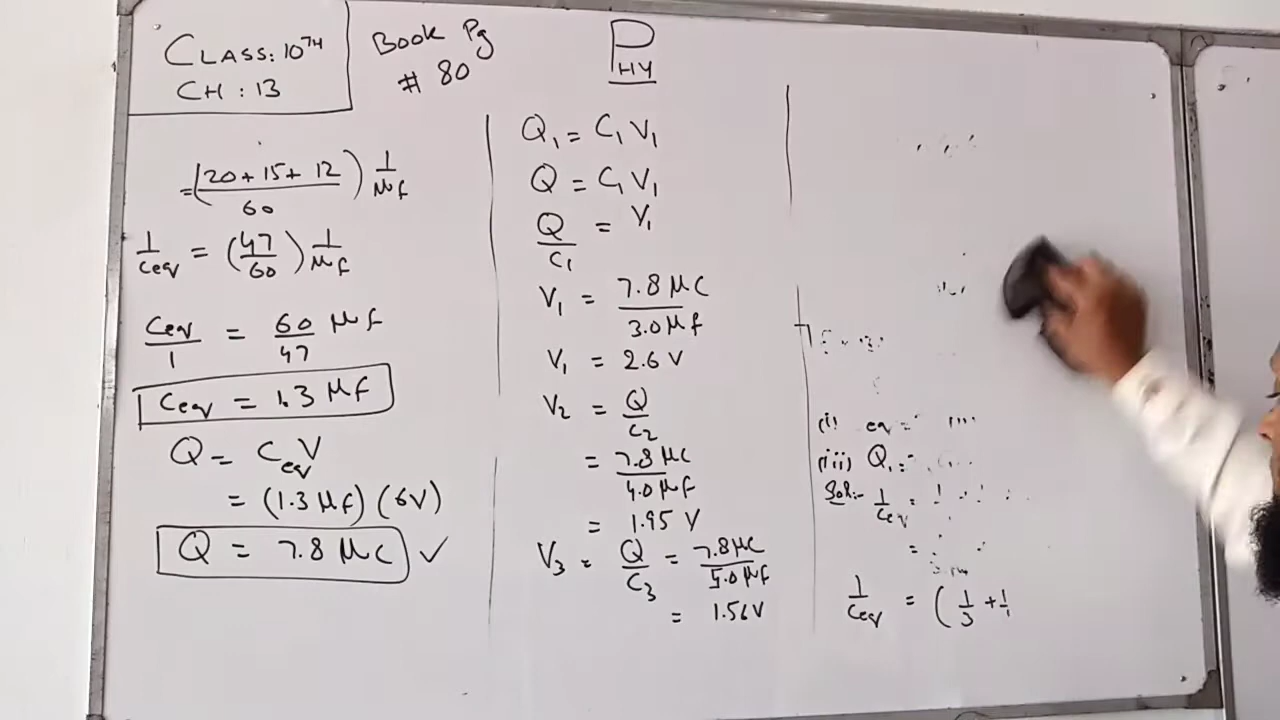 CLASS: 10TH
CH : 13
Book Pg
# 80
PHY
= (20 + 15 + 12 / 60) 1/μf
1/Ceq = (47/60) 1/μf
Ceq/1 = 60/47 μf
Ceq = 1.3 μf
Q = CeqV
= (1.3 μf) (6V)
Q = 7.8 μC ✓
Q₁ = C₁ V₁
Q = C₁ V₁
Q/C₁ = V₁
V₁ = 7.8 μC / 3.0 μf
V₁ = 2.6 V
V₂ = Q/C₂
= 7.8 μC / 4.0 μf
= 1.95 V
V₃ = Q/C₃ = 7.8 μC / 5.0 μf
= 1.56 V
(i) eq =
(iii) Q₁ =
Sol:- 1/Ceq =
=
1/Ceq = (1/3 + 1/